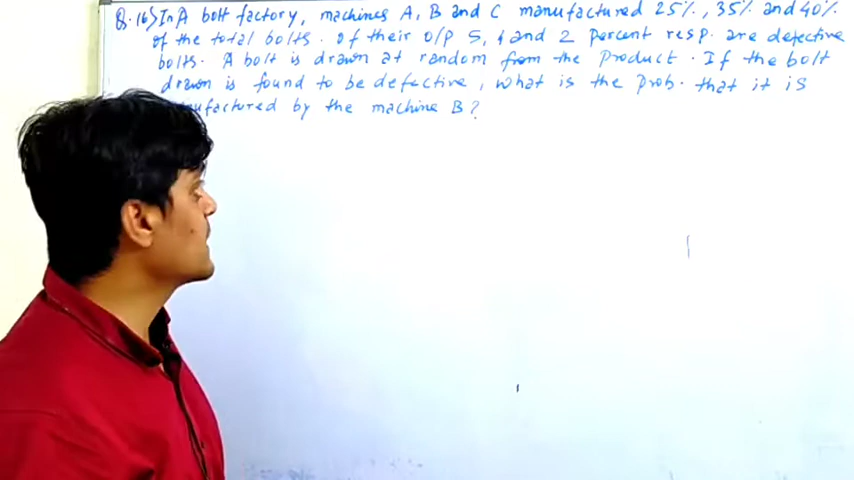 Q.16) In A bolt factory, machines A, B and C manufactured 25%, 35% and 40%
of the total bolts. of their o/p 5, 4 and 2 percent resp. are defective
bolts. A bolt is drawn at random from the product. If the bolt
drawn is found to be defective, what is the prob. that it is
ufactured by the machine B?